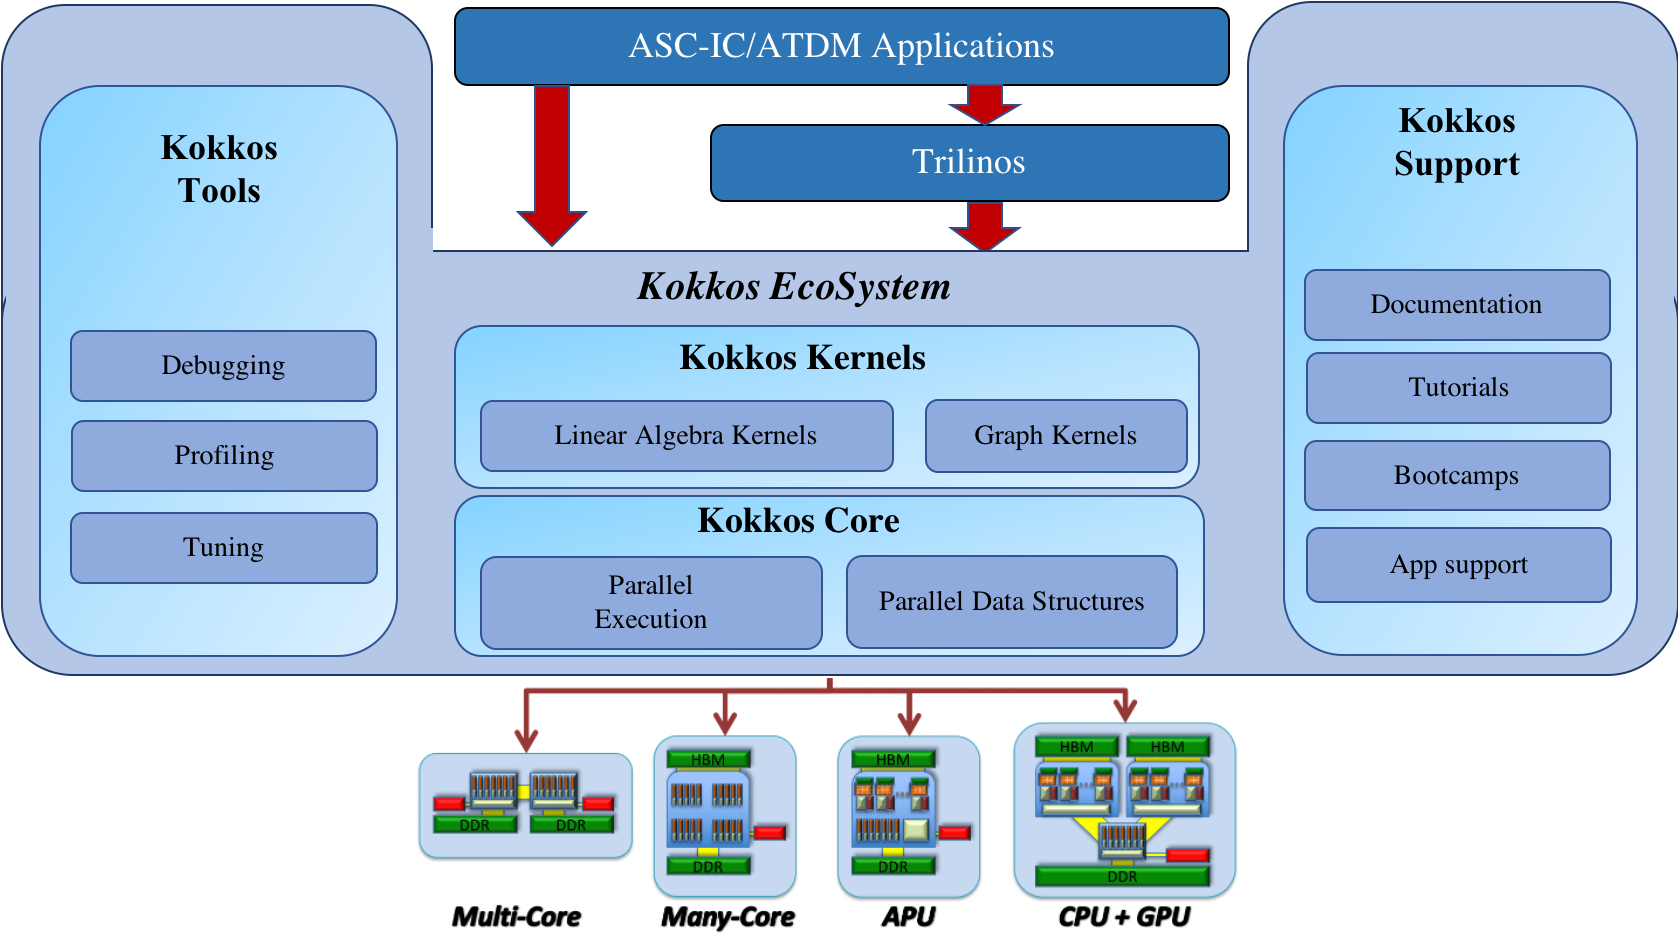 ASC-IC/ATDM Applications
Trilinos
Kokkos
Tools
Debugging
Profiling
Tuning
Kokkos EcoSystem
Kokkos Kernels
Linear Algebra Kernels
Graph Kernels
Kokkos Core
Parallel
Execution
Parallel Data Structures
Kokkos
Support
Documentation
Tutorials
Bootcamps
App support
DDR
DDR
HBM
DDR
HBM
DDR
HBM
HBM
DDR
Multi-Core
Many-Core
APU
CPU + GPU